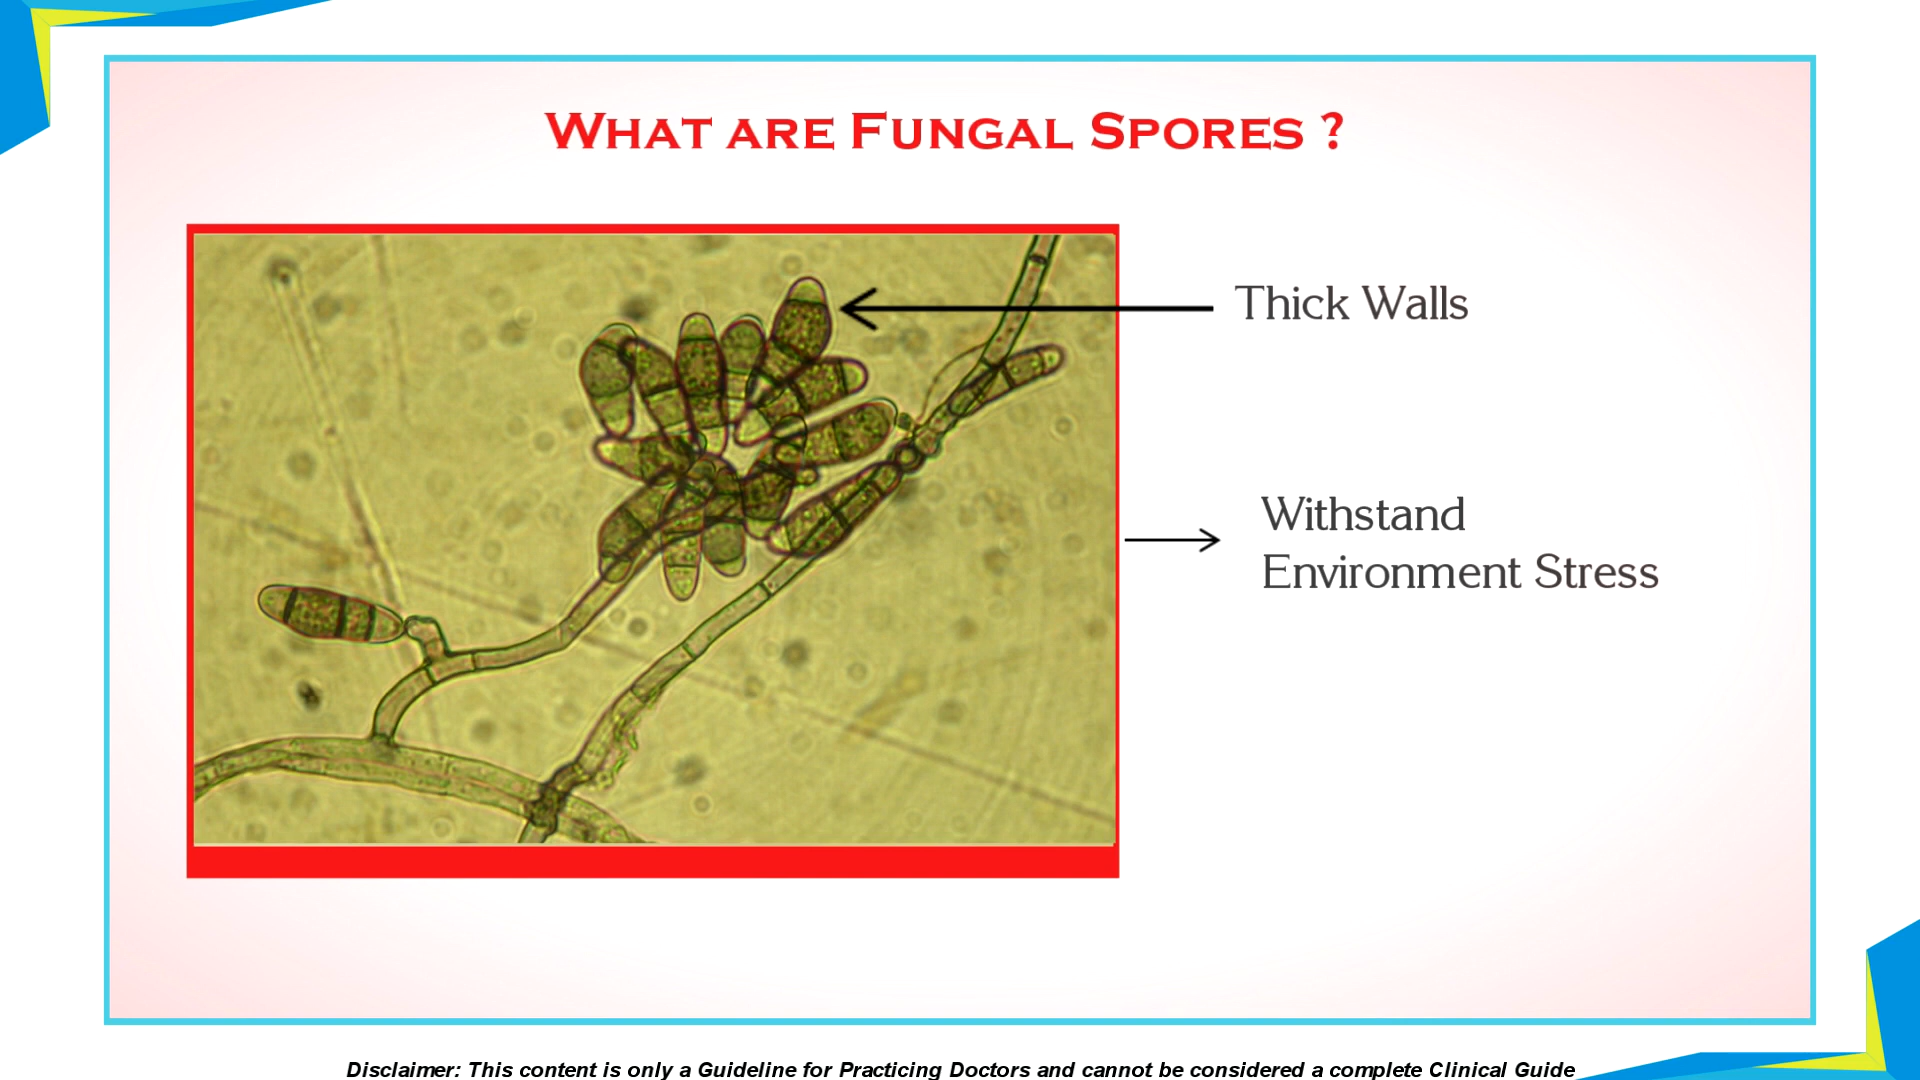 What are Fungal Spores ?
Thick Walls
Withstand
Environment Stress
Disclaimer: This content is only a Guideline for Practicing Doctors and cannot be considered a complete Clinical Guide